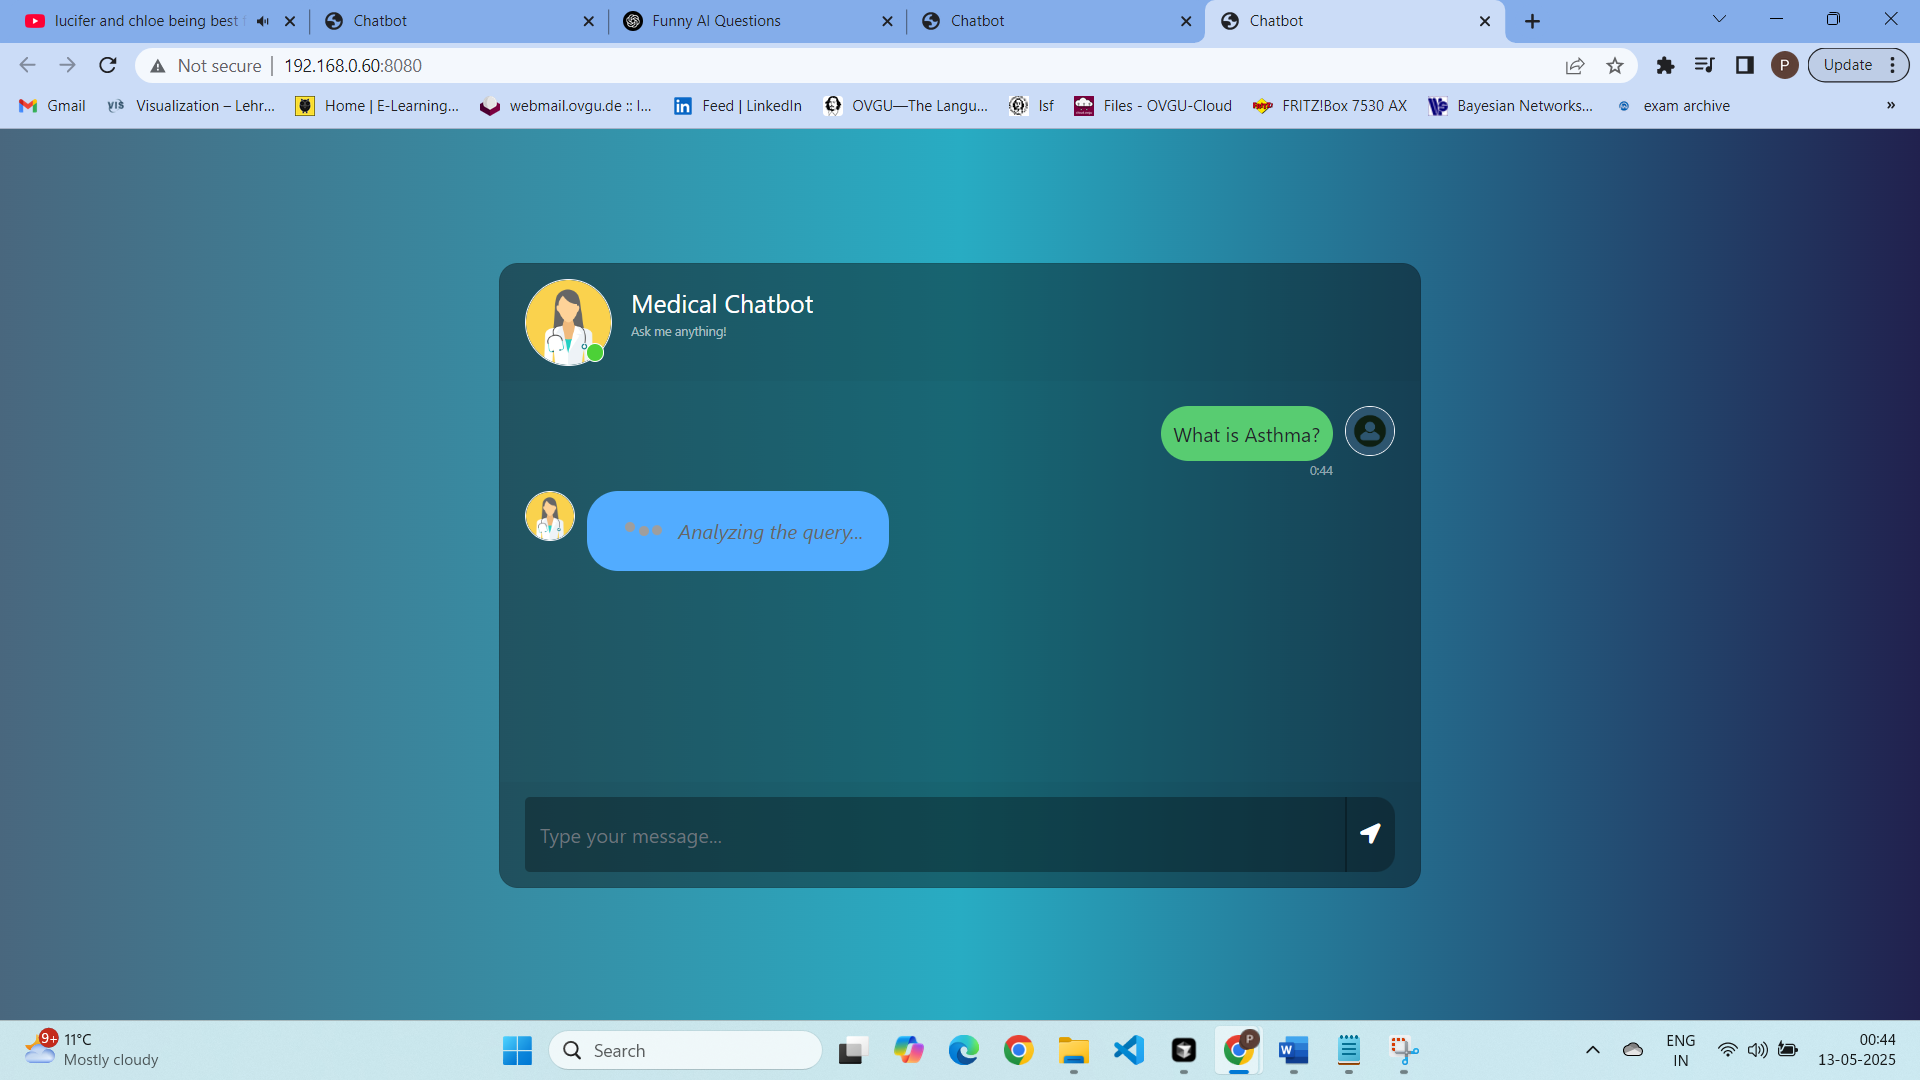 lucifer and chloe being best
Chatbot
Funny AI Questions
Chatbot
Chatbot
Not secure
192.168.0.60:8080
P
Update
Gmail
vis
Visualization – Lehr...
Home | E-Learning...
webmail.ovgu.de :: I...
Feed | LinkedIn
OVGU—The Langu...
lsf
Files - OVGU-Cloud
FRITZ!Box 7530 AX
Bayesian Networks...
exam archive
»
Medical Chatbot
Ask me anything!
What is Asthma?
0:44
Analyzing the query...
Type your message...
9+
11°C
Mostly cloudy
Search
P
W
ENG
IN
00:44
13-05-2025